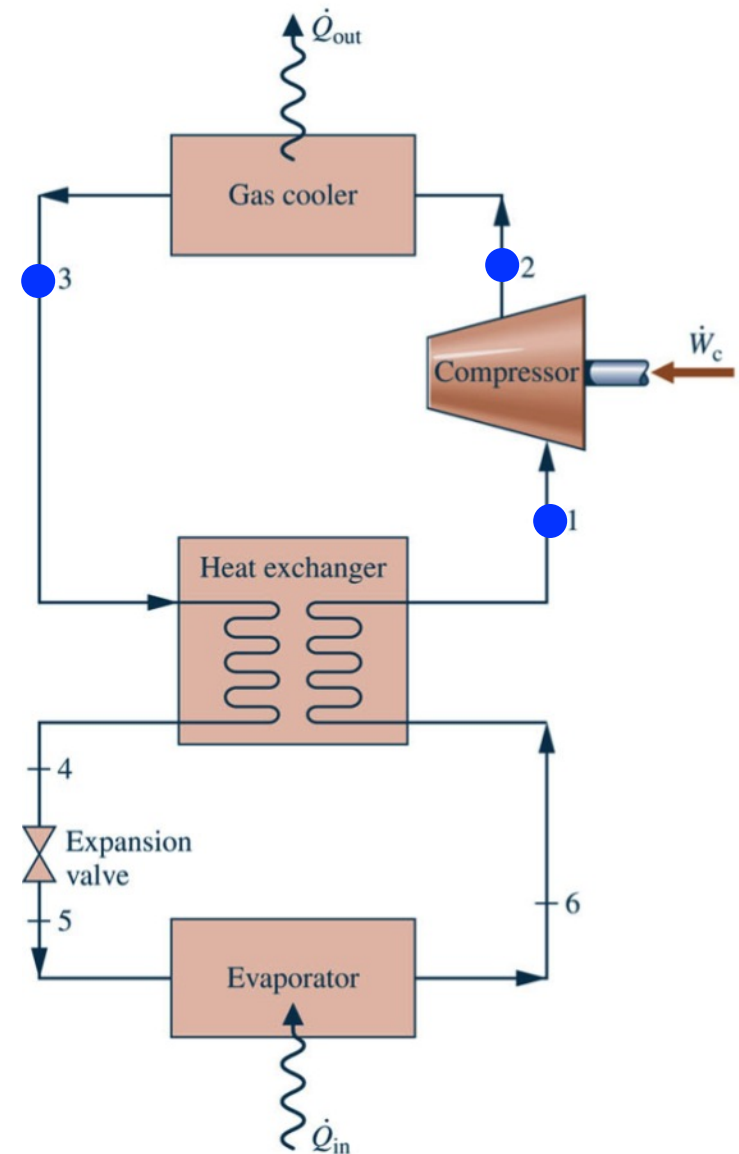 Q̇out
Gas cooler
3
2
Ẇc
Compressor
1
Heat exchanger
4
Expansion
valve
5
6
Evaporator
Q̇in